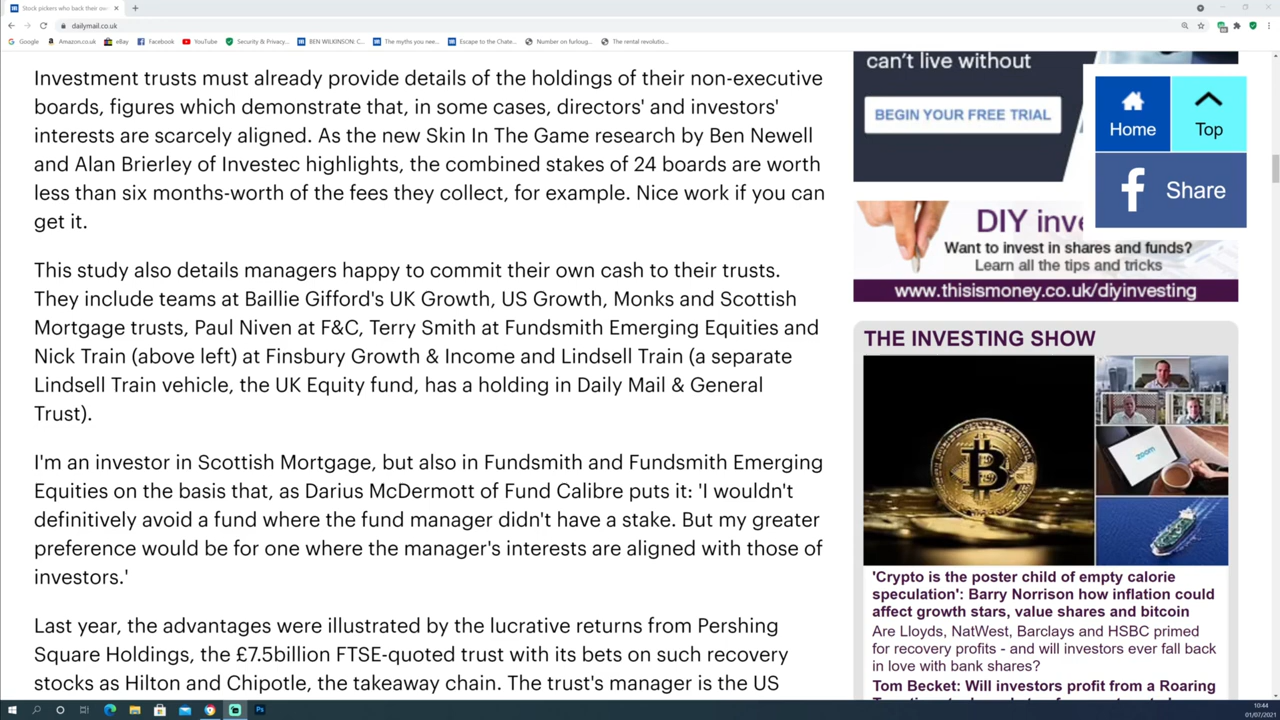 Stock pickers who back their own
dailymail.co.uk
Google
Amazon.co.uk
eBay
Facebook
YouTube
Security & Privacy...
BEN WILKINSON: C...
The myths you nee...
Escape to the Chate...
Number on furloug...
The rental revolutio...
Investment trusts must already provide details of the holdings of their non-executive
boards, figures which demonstrate that, in some cases, directors' and investors'
interests are scarcely aligned. As the new Skin In The Game research by Ben Newell
and Alan Brierley of Investec highlights, the combined stakes of 24 boards are worth
less than six months-worth of the fees they collect, for example. Nice work if you can
get it.
This study also details managers happy to commit their own cash to their trusts.
They include teams at Baillie Gifford's UK Growth, US Growth, Monks and Scottish
Mortgage trusts, Paul Niven at F&C, Terry Smith at Fundsmith Emerging Equities and
Nick Train (above left) at Finsbury Growth & Income and Lindsell Train (a separate
Lindsell Train vehicle, the UK Equity fund, has a holding in Daily Mail & General
Trust).
I'm an investor in Scottish Mortgage, but also in Fundsmith and Fundsmith Emerging
Equities on the basis that, as Darius McDermott of Fund Calibre puts it: 'I wouldn't
definitively avoid a fund where the fund manager didn't have a stake. But my greater
preference would be for one where the manager's interests are aligned with those of
investors.'
Last year, the advantages were illustrated by the lucrative returns from Pershing
Square Holdings, the £7.5billion FTSE-quoted trust with its bets on such recovery
stocks as Hilton and Chipotle, the takeaway chain. The trust's manager is the US
can't live without
BEGIN YOUR FREE TRIAL
Home
Top
Share
DIY inve
Want to invest in shares and funds?
Learn all the tips and tricks
www.thisismoney.co.uk/diyinvesting
THE INVESTING SHOW
zoom
'Crypto is the poster child of empty calorie
speculation': Barry Norrison how inflation could
affect growth stars, value shares and bitcoin
Are Lloyds, NatWest, Barclays and HSBC primed
for recovery profits - and will investors ever fall back
in love with bank shares?
Tom Becket: Will investors profit from a Roaring
10:44
01/07/2021